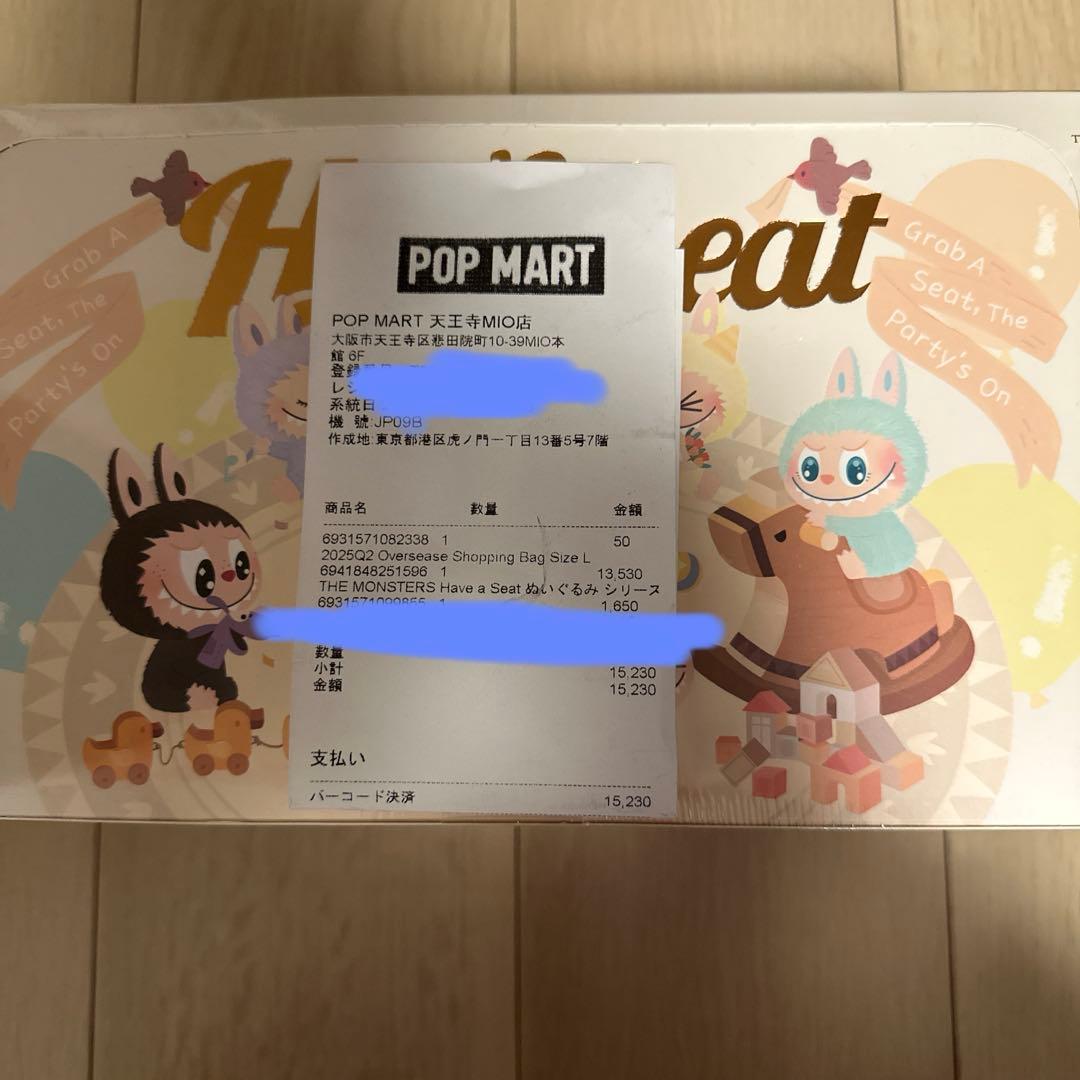 Grab A
Seat, The
Party's On
H
eat
Grab A
Seat, The
Party's On
T
POP MART
POP MART 天王寺MIO店
大阪市天王寺区悲田院町10-39MIO本
館 6F
登録
レジ
系統日
機 號:JP09B
作成地:東京都港区虎ノ門一丁目13番5号7階
商品名 数量 金額
6931571082338 1 50
2025Q2 Oversease Shopping Bag Size L
6941848251596 1 13,530
THE MONSTERS Have a Seat ぬいぐるみ シリーズ
6931571099855 1 1,650
数量
小計 15,230
金額 15,230
支払い
バーコード決済 15,230